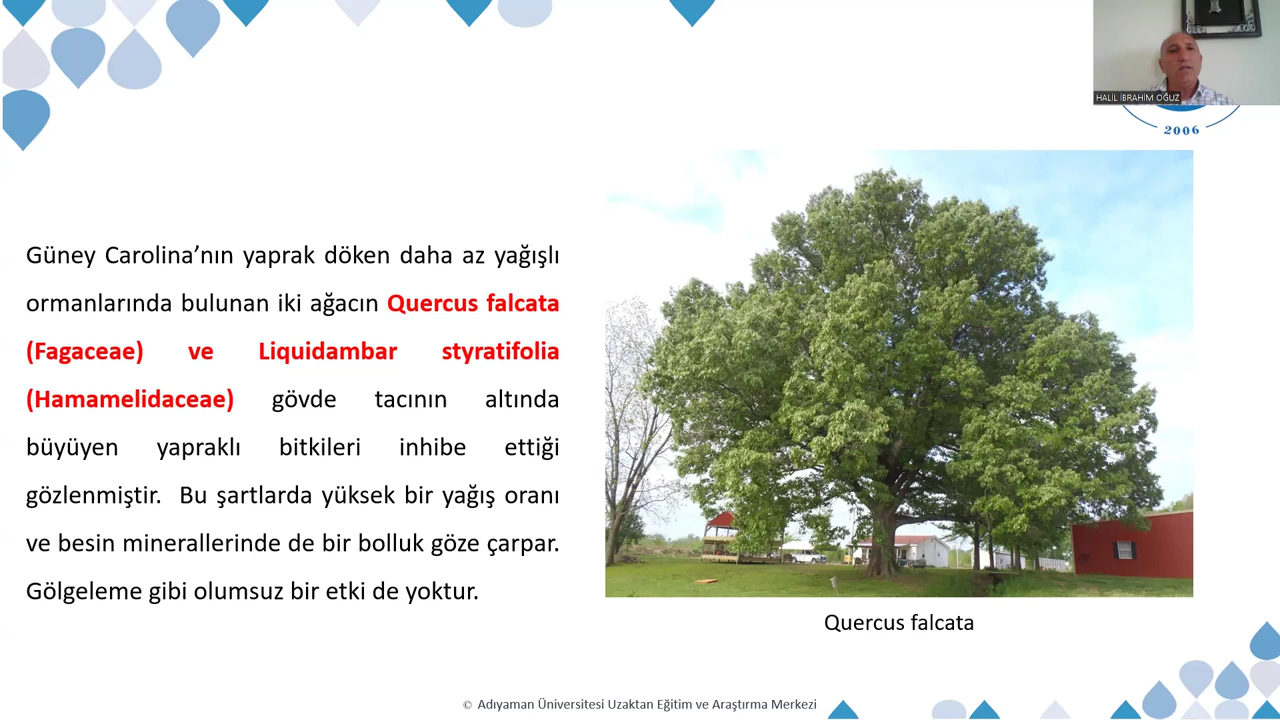 HALİL İBRAHİM OĞUZ
2006
Güney Carolina’nın yaprak döken daha az yağışlı
ormanlarında bulunan iki ağacın Quercus falcata
(Fagaceae) ve Liquidambar styratifolia
(Hamamelidaceae) gövde tacının altında
büyüyen yapraklı bitkileri inhibe ettiği
gözlenmiştir. Bu şartlarda yüksek bir yağış oranı
ve besin minerallerinde de bir bolluk göze çarpar.
Gölgeleme gibi olumsuz bir etki de yoktur.
Quercus falcata
© Adıyaman Üniversitesi Uzaktan Eğitim ve Araştırma Merkezi